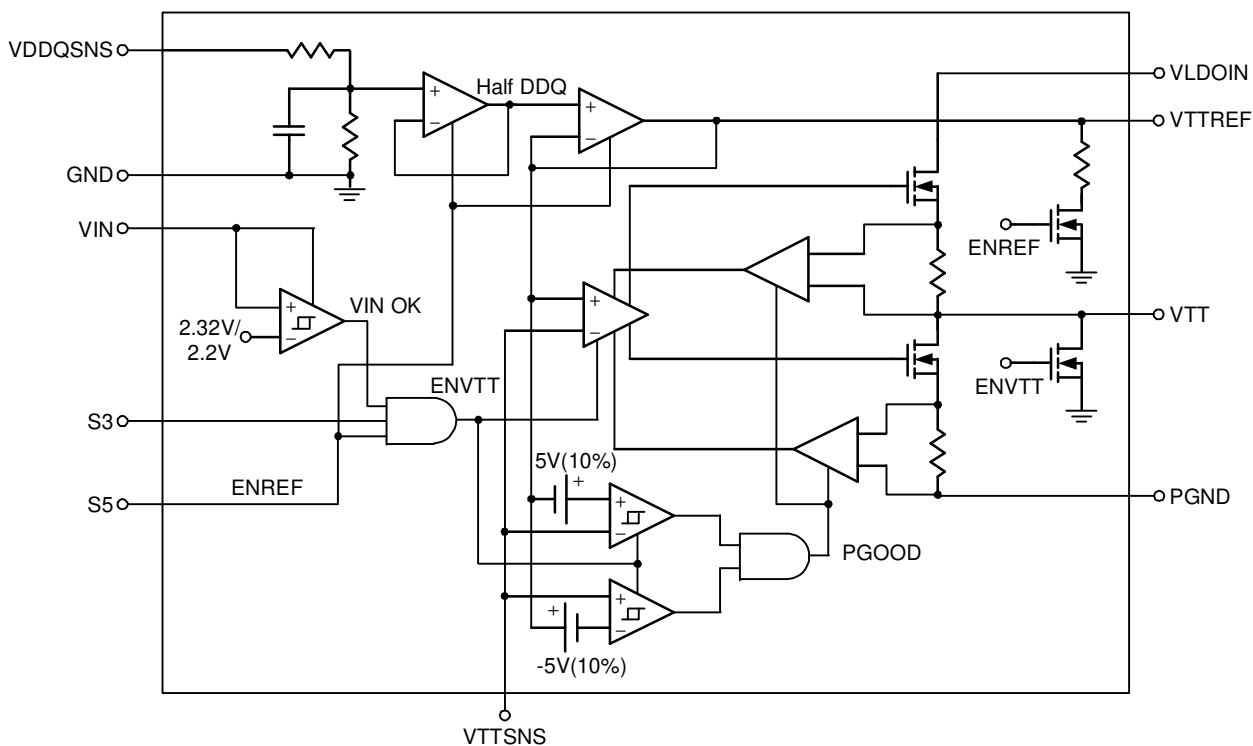 VDDQSNS
Half DDQ
VLDOIN
+
+
−
−
VTTREF
GND
VIN
ENREF
VIN OK
+
2.32V/
2.2V
−
+
−
VTT
ENVTT
ENVTT
S3
5V(10%)
+
ENREF
S5
+
−
PGND
PGOOD
+
+
−
-5V(10%)
VTTSNS